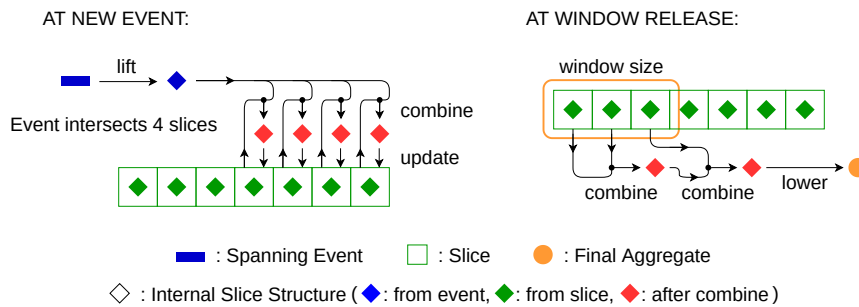 AT NEW EVENT:
AT WINDOW RELEASE:
lift
window size
combine
Event intersects 4 slices
update
combine
combine
lower
: Spanning Event
: Slice
: Final Aggregate
: Internal Slice Structure ( : from event, : from slice, : after combine )